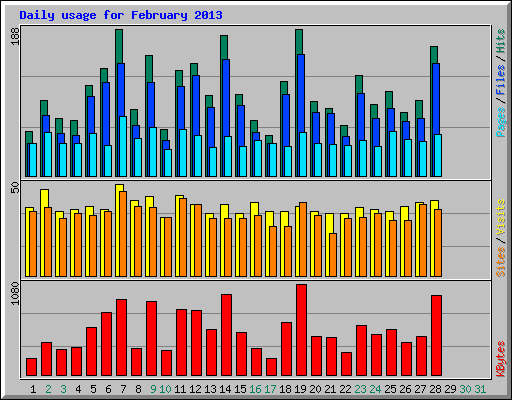 Daily usage for February 2013
188
Pages / Files / Hits
50
Sites / Visits
1080
KBytes
1 2 3 4 5 6 7 8 9 10 11 12 13 14 15 16 17 18 19 20 21 22 23 24 25 26 27 28 29 30 31